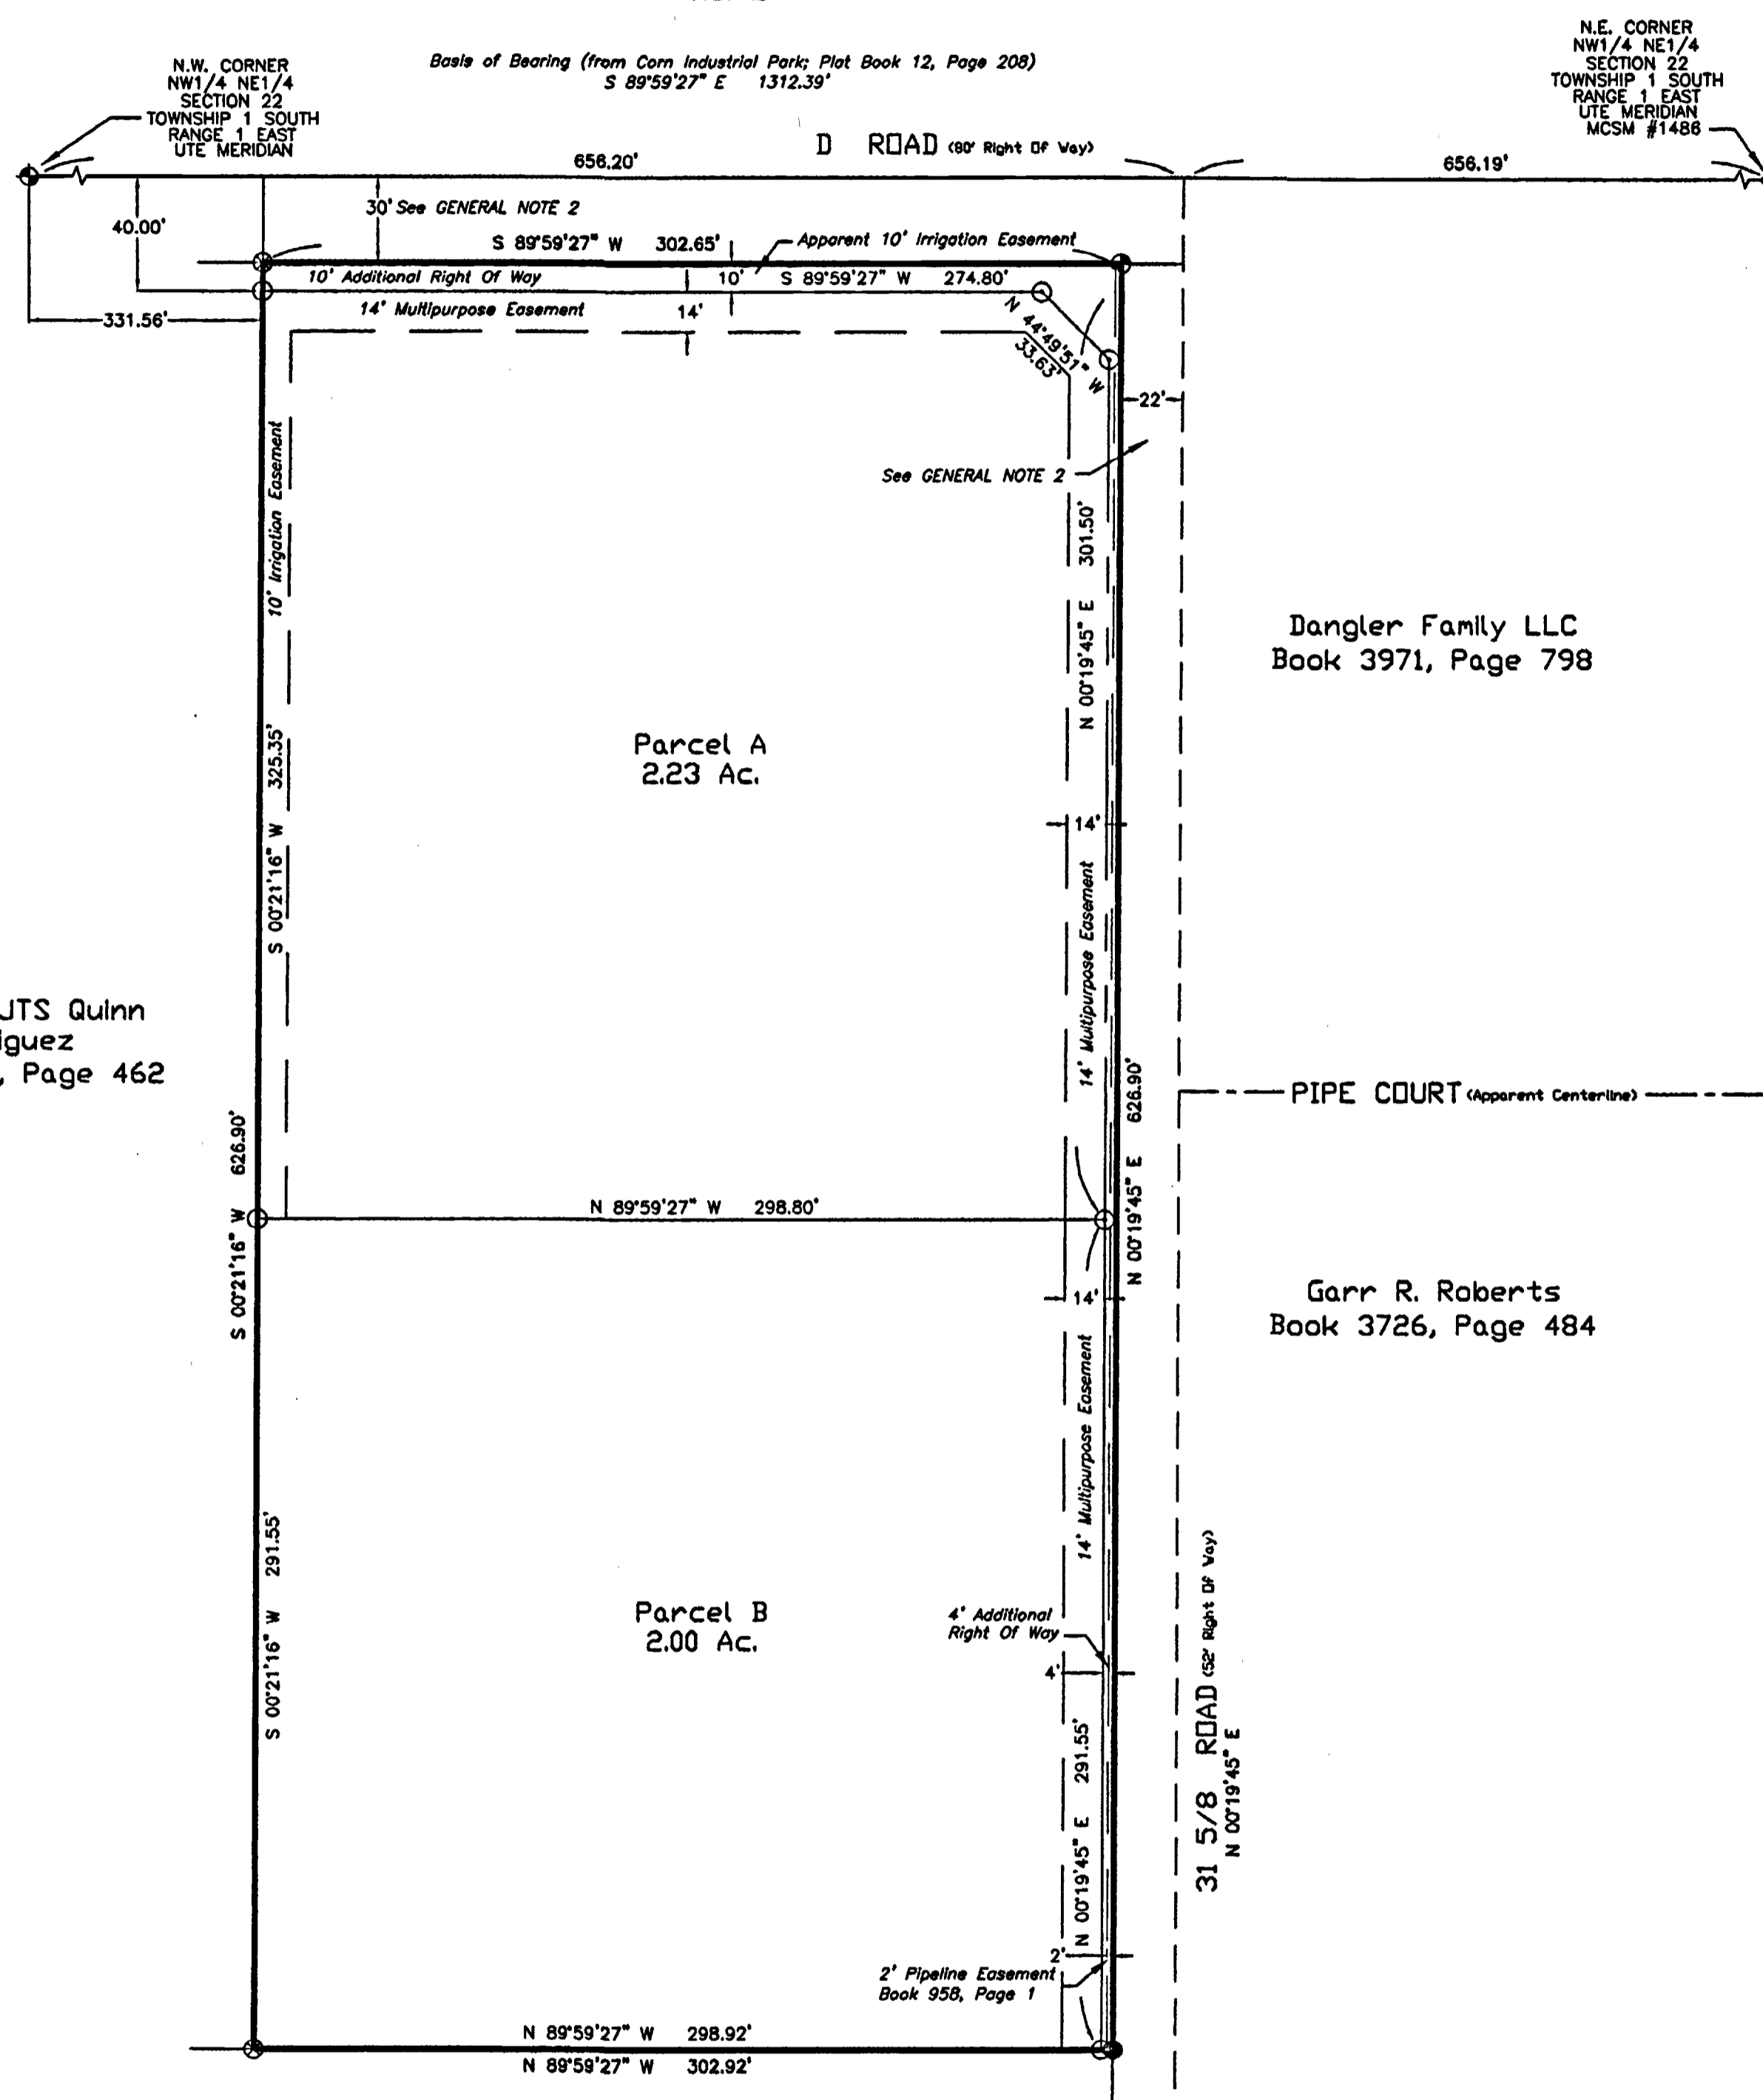 N.W. CORNER
NW1/4 NE1/4
SECTION 22
TOWNSHIP 1 SOUTH
RANGE 1 EAST
UTE MERIDIAN
Basis of Bearing (from Corn Industrial Park; Plat Book 12, Page 208)
S 89°59'27" E 1312.39'
N.E. CORNER
NW1/4 NE1/4
SECTION 22
TOWNSHIP 1 SOUTH
RANGE 1 EAST
UTE MERIDIAN
MCSM #1486
D ROAD (80' Right Of Way)
656.20'
656.19'
40.00'
30' See GENERAL NOTE 2
S 89°59'27" W 302.65'
Apparent 10' Irrigation Easement
10' Additional Right Of Way
10'
S 89°59'27" W 274.80'
331.56'
14' Multipurpose Easement
14'
N 44°49'51" W
33.63'
22'
See GENERAL NOTE 2
10' Irrigation Easement
N 00°19'45" E 301.50'
Dangler Family LLC
Book 3971, Page 798
Parcel A
2.23 Ac.
S 00°21'16" W 325.35'
14'
14' Multipurpose Easement
JTS Quinn
iguez
, Page 462
PIPE COURT (Apparent Centerline)
S 00°21'16" W 626.90'
N 00°19'45" E 626.90'
N 89°59'27" W 298.80'
14'
Garr R. Roberts
Book 3726, Page 484
14' Multipurpose Easement
S 00°21'16" W 291.55'
Parcel B
2.00 Ac.
4' Additional
Right Of Way
4'
31 5/8 ROAD (52' Right Of Way)
N 00°19'45" E
N 00°19'45" E 291.55'
2'
2' Pipeline Easement
Book 958, Page 1
N 89°59'27" W 298.92'
N 89°59'27" W 302.92'